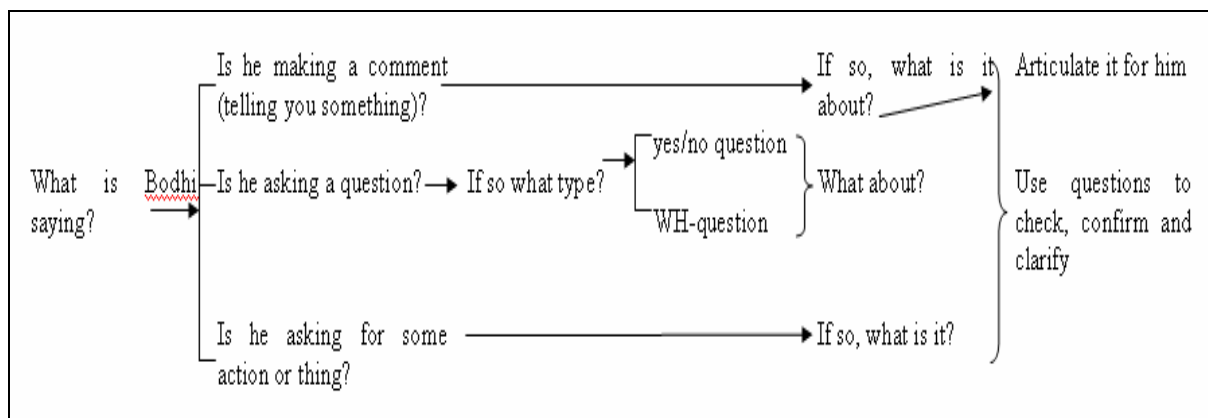 What is Bodhi
saying?
Is he making a comment
(telling you something)?
Is he asking a question?
If so what type?
yes/no question
WH-question
Is he asking for some
action or thing?
If so, what is it
about?
What about?
If so, what is it?
Articulate it for him
Use questions to
check, confirm and
clarify